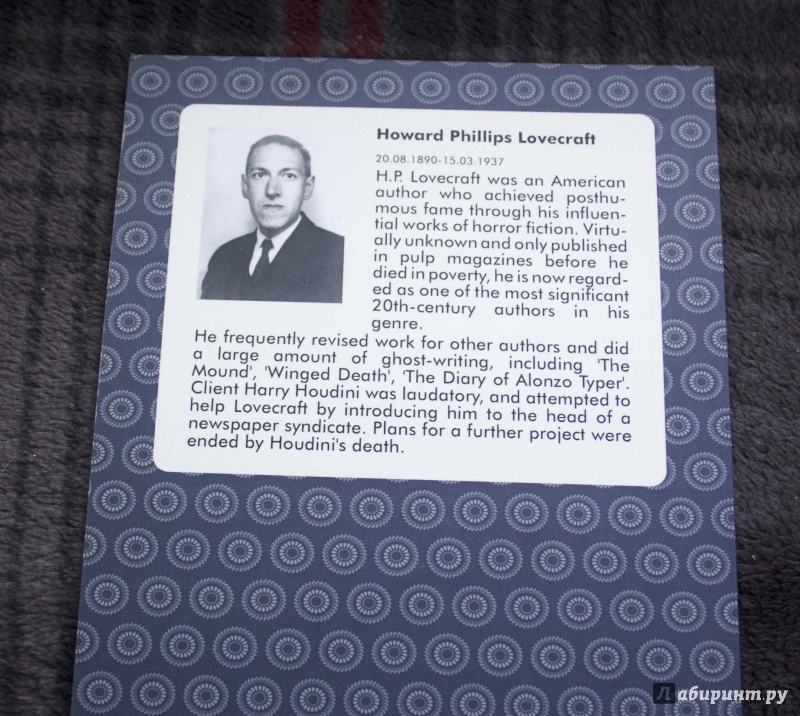 Howard Phillips Lovecraft
20.08.1890-15.03.1937
H.P. Lovecraft was an American
author who achieved posthu-
mous fame through his influen-
tial works of horror fiction. Virtu-
ally unknown and only published
in pulp magazines before he
died in poverty, he is now regard-
ed as one of the most significant
20th-century authors in his
genre.
He frequently revised work for other authors and did
a large amount of ghost-writing, including 'The
Mound', 'Winged Death', 'The Diary of Alonzo Typer'.
Client Harry Houdini was laudatory, and attempted to
help Lovecraft by introducing him to the head of a
newspaper syndicate. Plans for a further project were
ended by Houdini's death.
Лабиринт.ру